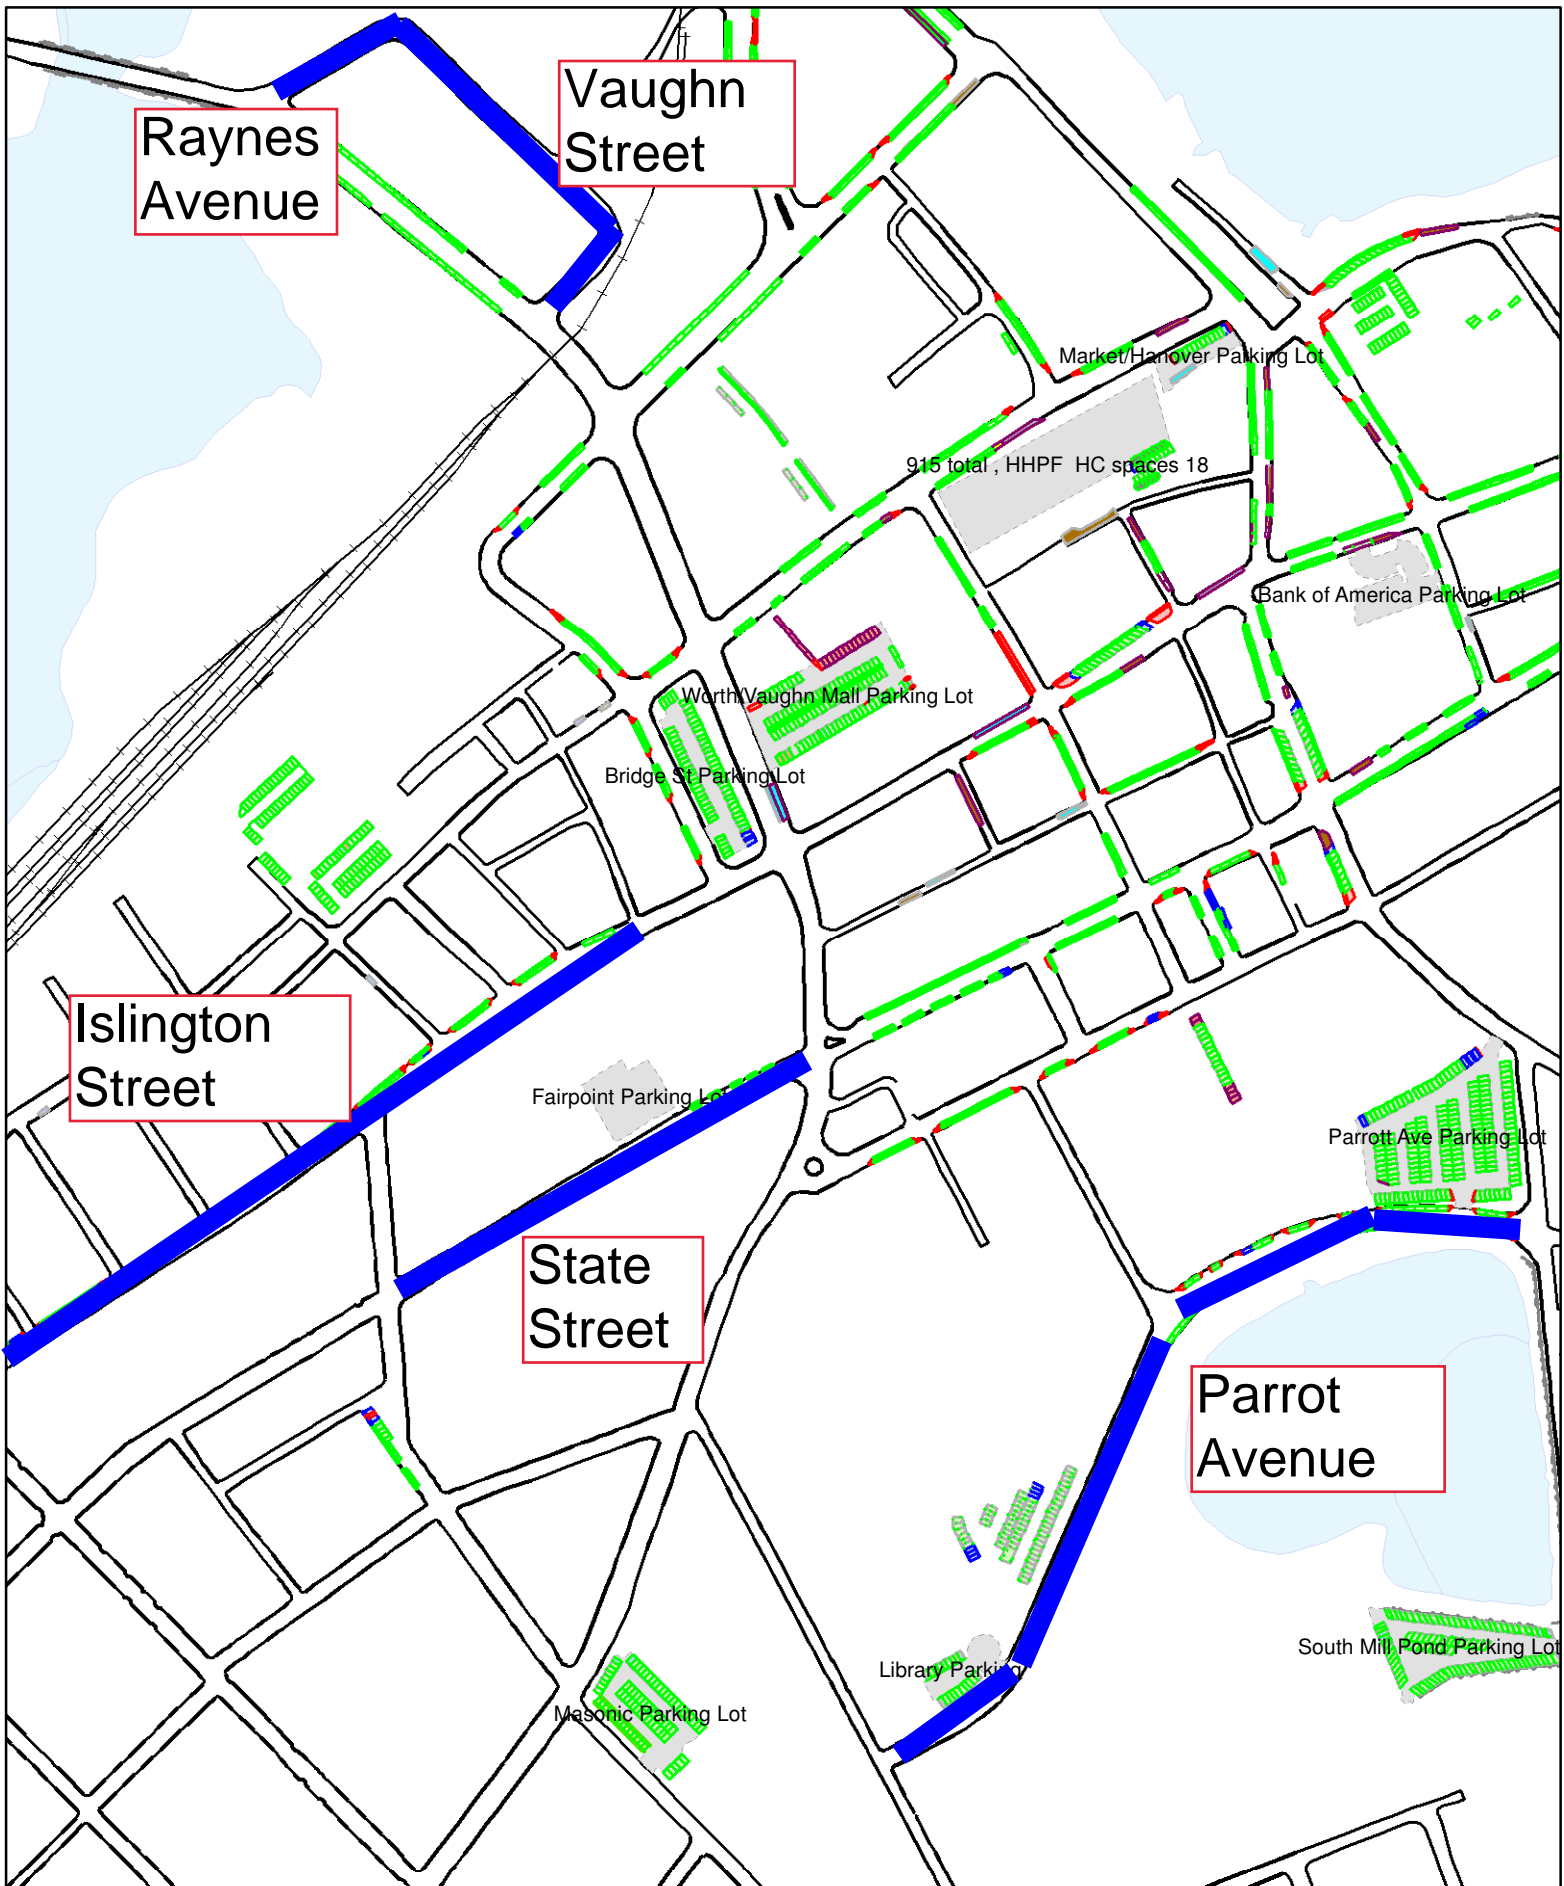 Vaughn
Street
Raynes
Avenue
Market/Hanover Parking Lot
915 total , HHPF HC spaces 18
Bank of America Parking Lot
Worth/Vaughn Mall Parking Lot
Bridge St Parking Lot
Islington
Street
Fairpoint Parking Lot
Parrott Ave Parking Lot
State
Street
Parrot
Avenue
South Mill Pond Parking Lot
Library Parking
Masonic Parking Lot